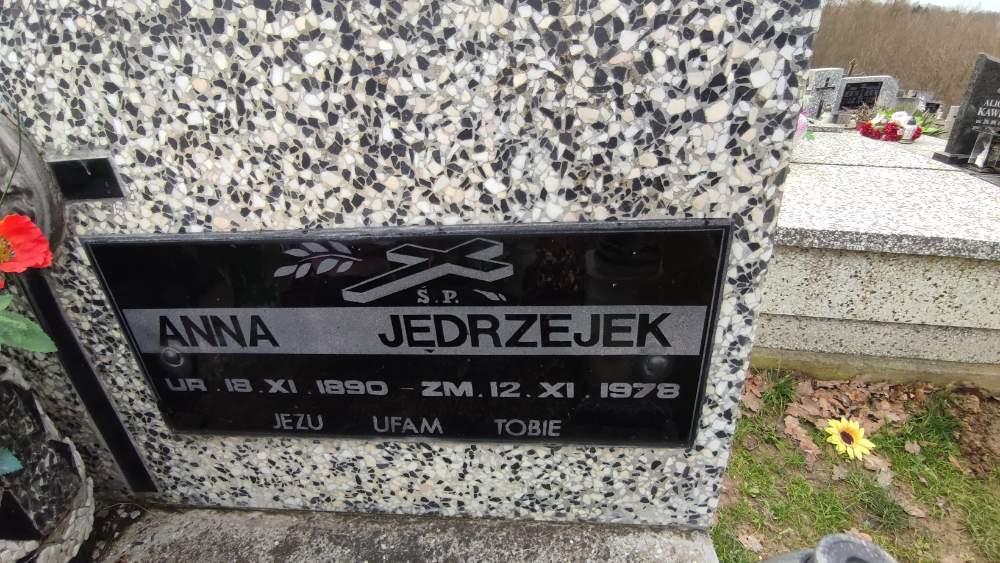 Ś.P.
ANNA JĘDRZEJEK
UR. 18. XI. 1890 - ZM. 12. XI. 1978
JEZU UFAM TOBIE